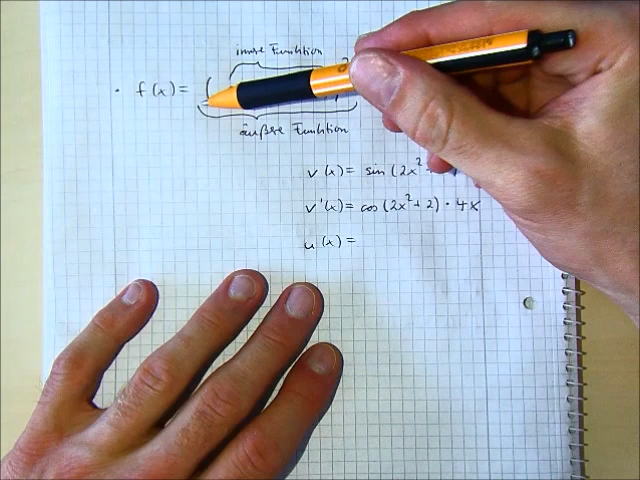 innere Funktion
· f(x) = (
äußere Funktion
v(x) = sin(2x²
v'(x) = cos(2x²+2) · 4x
u(x) =